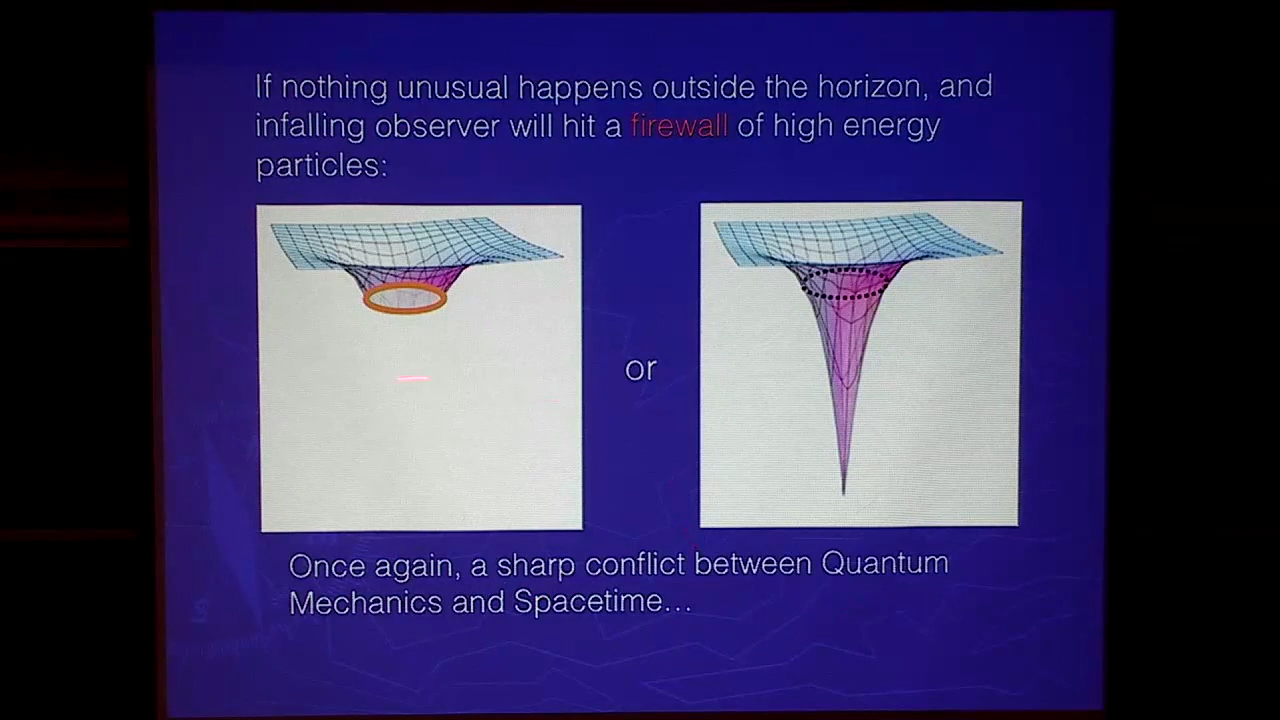 If nothing unusual happens outside the horizon, and
infalling observer will hit a firewall of high energy
particles:
or
Once again, a sharp conflict between Quantum
Mechanics and Spacetime...